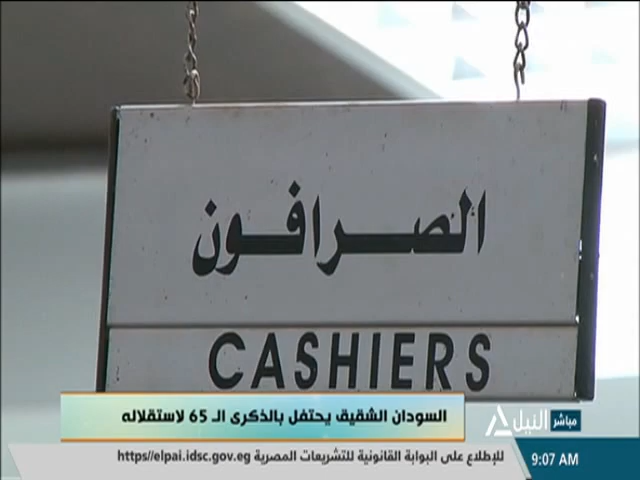 الصرافون
CASHIERS
السودان الشقيق يحتفل بالذكرى الـ 65 لاستقلاله
النيل
مباشر
للإطلاع على البوابة القانونية للتشريعات المصرية https//elpai.idsc.gov.eg
9:07 AM